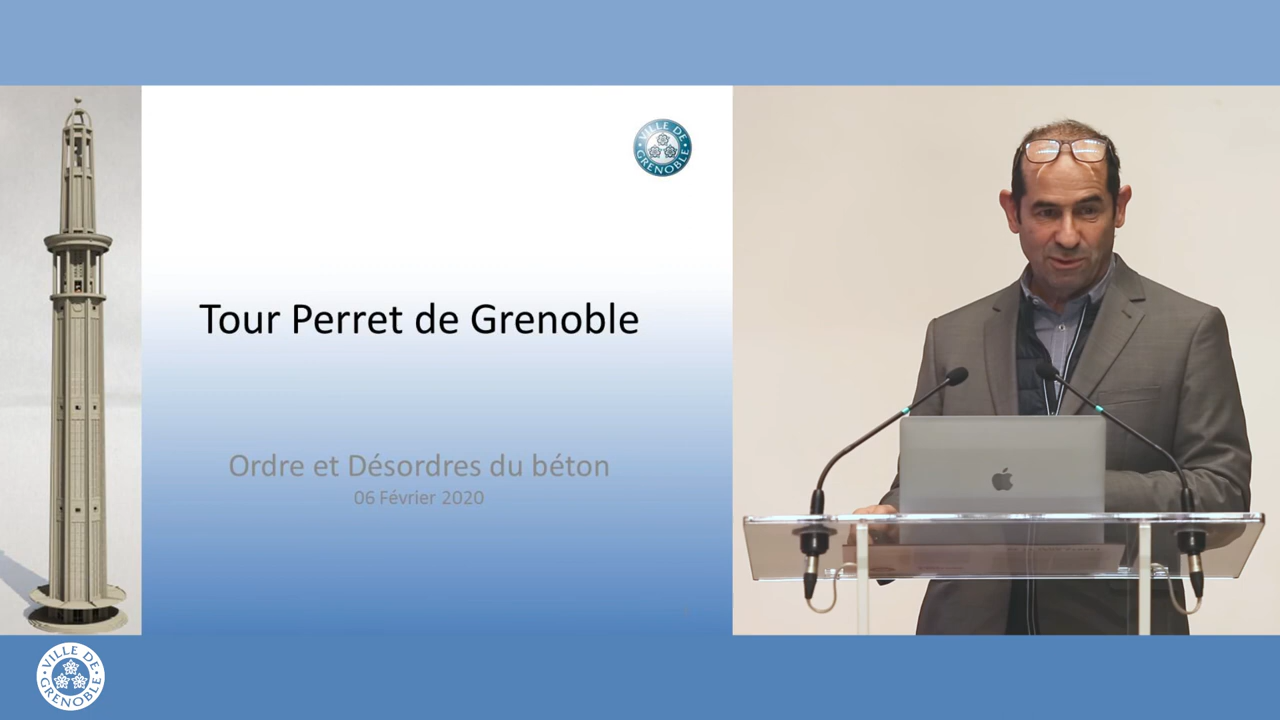 VILLE DE
GRENOBLE
Tour Perret de Grenoble
Ordre et Désordres du béton
06 Février 2020
VILLE DE
GRENOBLE